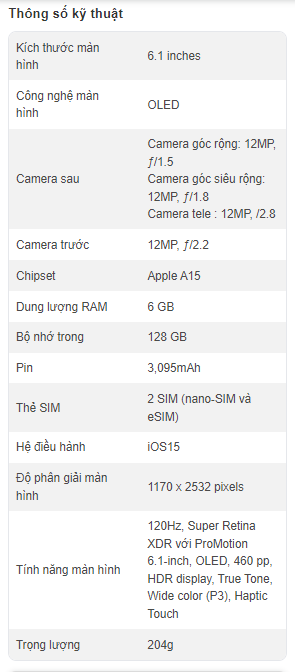 Thông số kỹ thuật
Kích thước màn
hình
6.1 inches
Công nghệ màn
hình
OLED
Camera sau
Camera góc rộng: 12MP,
ƒ/1.5
Camera góc siêu rộng:
12MP, ƒ/1.8
Camera tele : 12MP, /2.8
Camera trước
12MP, ƒ/2.2
Chipset
Apple A15
Dung lượng RAM
6 GB
Bộ nhớ trong
128 GB
Pin
3,095mAh
Thẻ SIM
2 SIM (nano-SIM và
eSIM)
Hệ điều hành
iOS15
Độ phân giải màn
hình
1170 x 2532 pixels
Tính năng màn hình
120Hz, Super Retina
XDR với ProMotion
6.1-inch, OLED, 460 pp,
HDR display, True Tone,
Wide color (P3), Haptic
Touch
Trọng lượng
204g